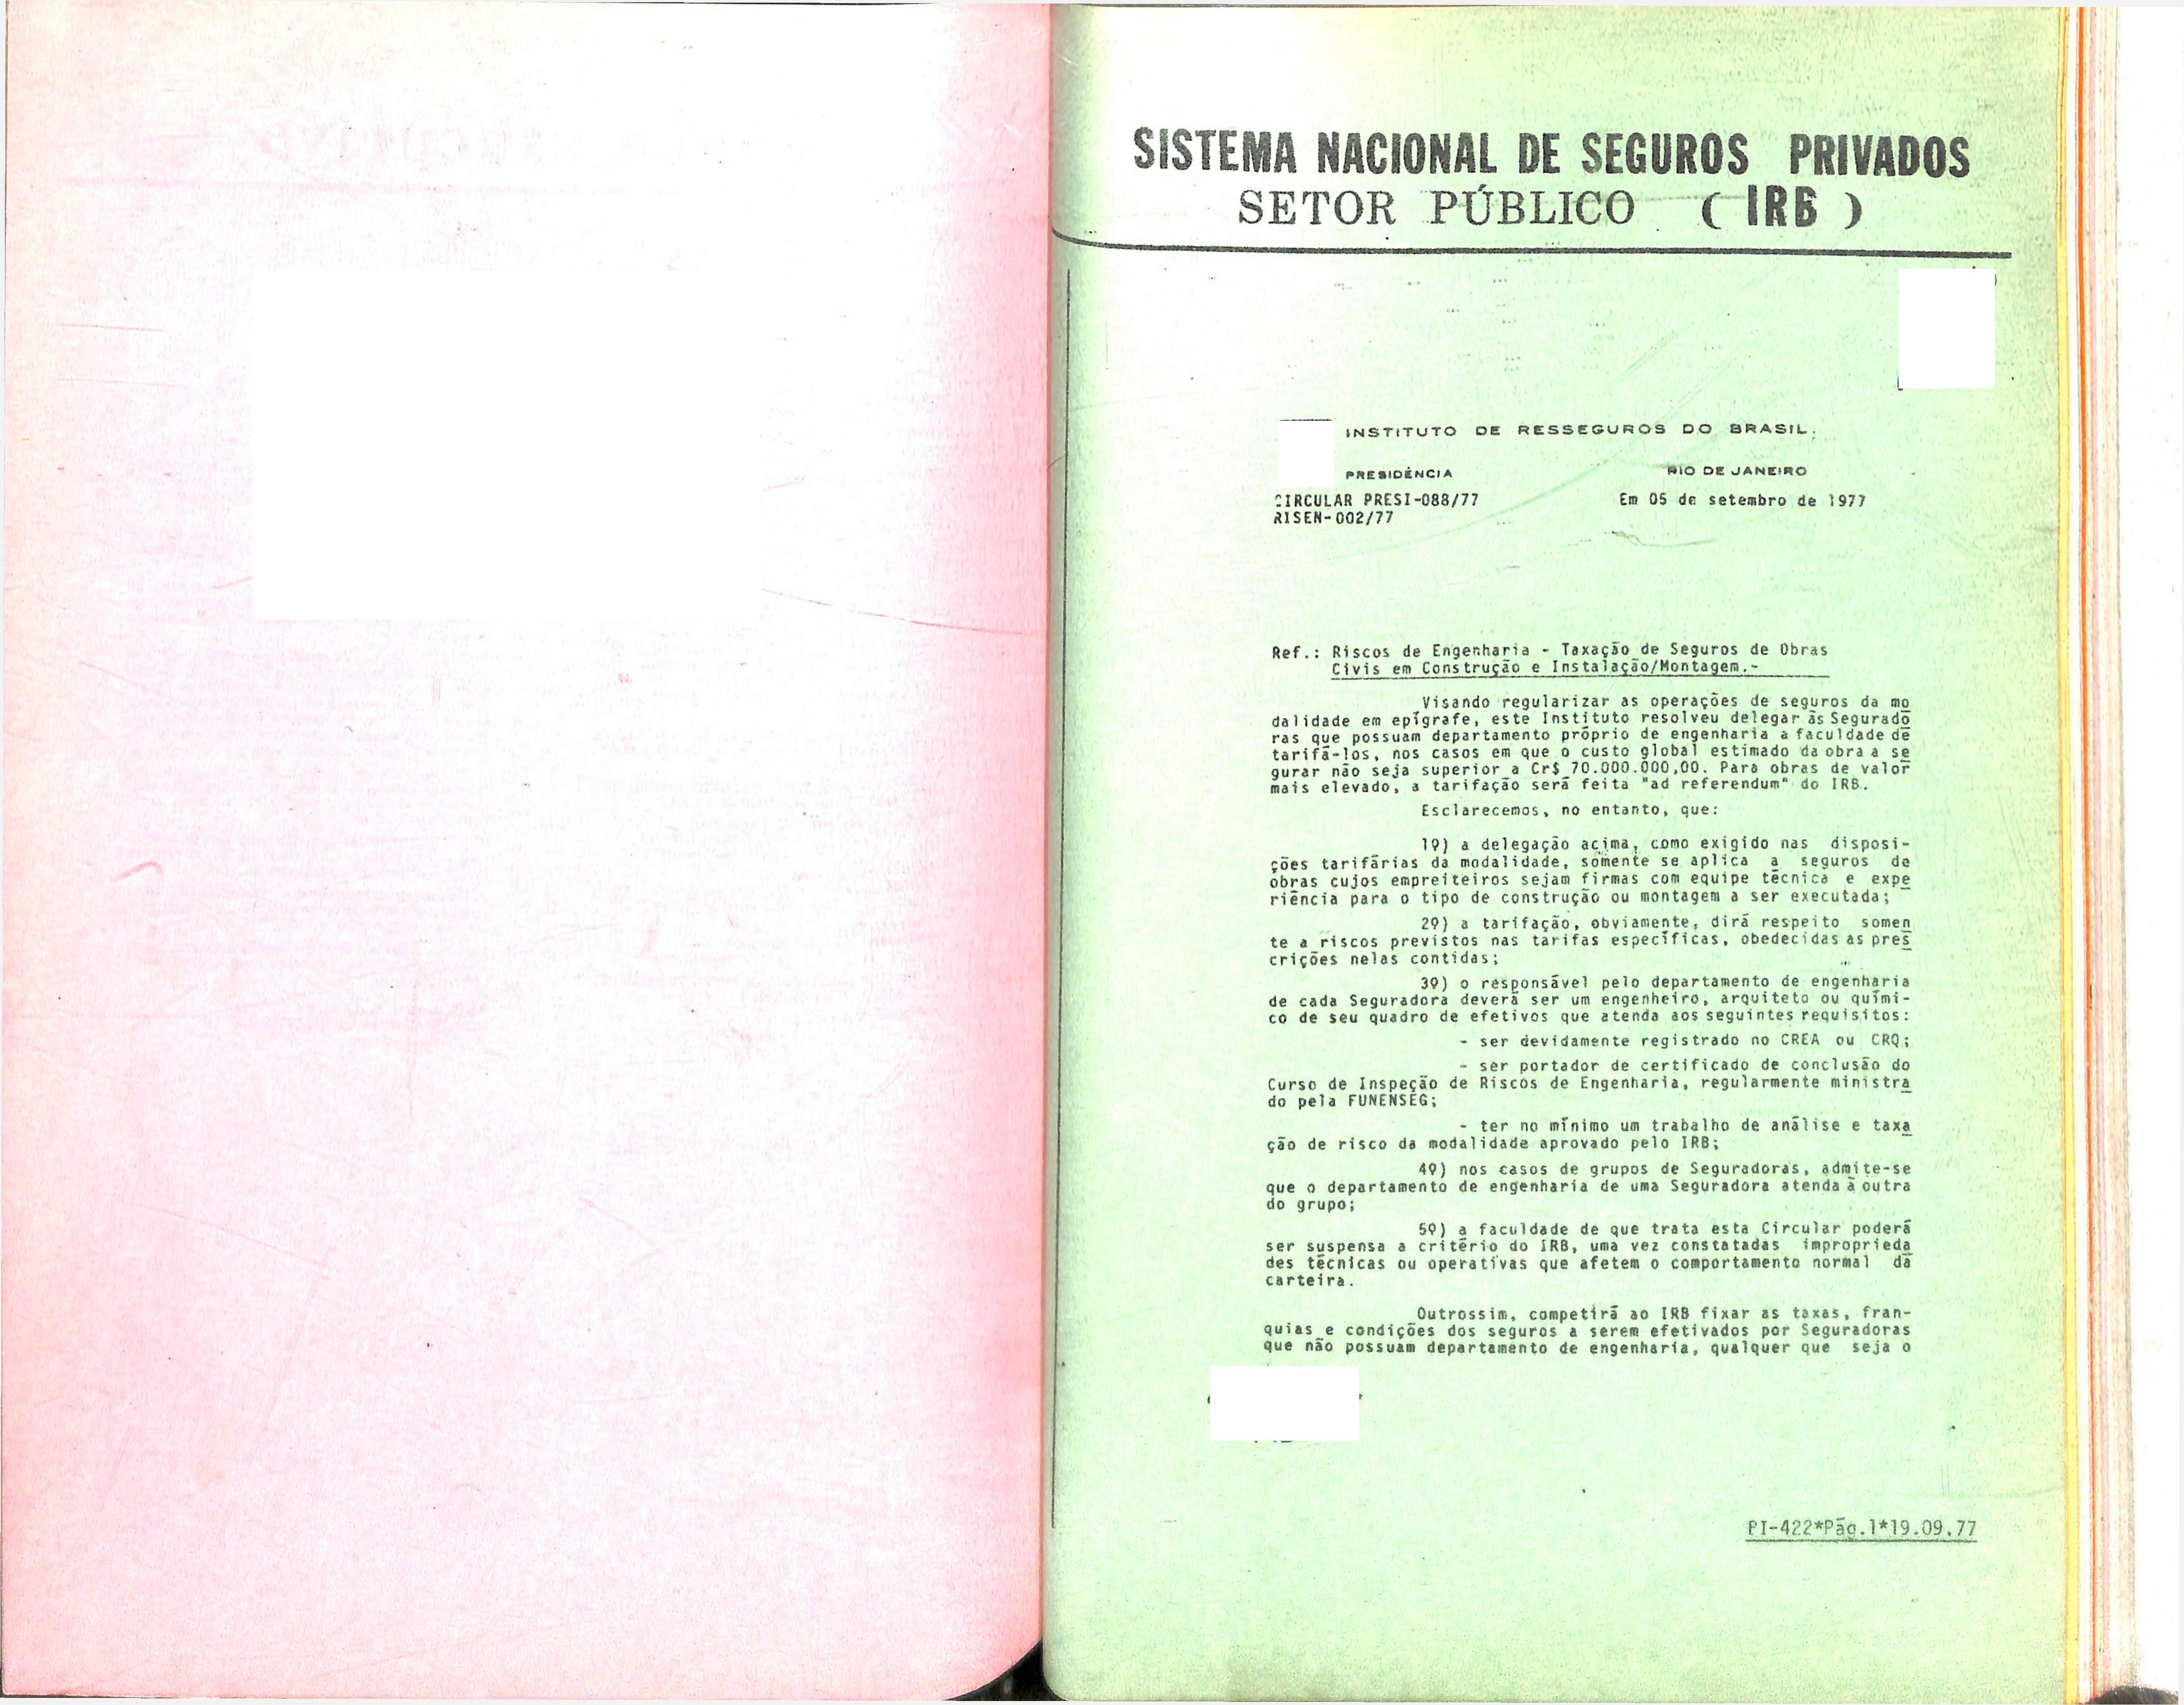 SISTEMA NACIONAL DE SEGUROS PRIVADOS
SETOR PÚBLICO ( IRB )
INSTITUTO DE RESSEGUROS DO BRASIL
PRESIDÊNCIA RIO DE JANEIRO
CIRCULAR PRESI-088/77 Em 05 de setembro de 1977
RISEN-002/77
Ref.: Riscos de Engenharia - Taxação de Seguros de Obras
Civis em Construção e Instalação/Montagem.-
Visando regularizar as operações de seguros da mo
dalidade em epígrafe, este Instituto resolveu delegar às Segurado
ras que possuam departamento próprio de engenharia a faculdade de
tarifá-los, nos casos em que o custo global estimado da obra a se
gurar não seja superior a Cr$ 70.000.000,00. Para obras de valor
mais elevado, a tarifação será feita "ad referendum" do IRB.
Esclarecemos, no entanto, que:
1º) a delegação acima, como exigido nas disposi-
ções tarifárias da modalidade, sómente se aplica a seguros de
obras cujos empreiteiros sejam firmas com equipe técnica e expe
riência para o tipo de construção ou montagem a ser executada;
2º) a tarifação, obviamente, dirá respeito somen
te a riscos previstos nas tarifas específicas, obedecidas as pres
crições nelas contidas;
3º) o responsável pelo departamento de engenharia
de cada Seguradora deverá ser um engenheiro, arquiteto ou quími-
co de seu quadro de efetivos que atenda aos seguintes requisitos:
- ser devidamente registrado no CREA ou CRQ;
- ser portador de certificado de conclusão do
Curso de Inspeção de Riscos de Engenharia, regularmente ministra
do pela FUNENSEG;
- ter no mínimo um trabalho de análise e taxa
ção de risco da modalidade aprovado pelo IRB;
4º) nos casos de grupos de Seguradoras, admite-se
que o departamento de engenharia de uma Seguradora atenda à outra
do grupo;
5º) a faculdade de que trata esta Circular poderá
ser suspensa a critério do IRB, uma vez constatadas improprieda
des técnicas ou operativas que afetem o comportamento normal da
carteira.
Outrossim, competirá ao IRB fixar as taxas, fran-
quias e condições dos seguros a serem efetivados por Seguradoras
que não possuam departamento de engenharia, qualquer que seja o
PI-422*Pág.1*19.09.77